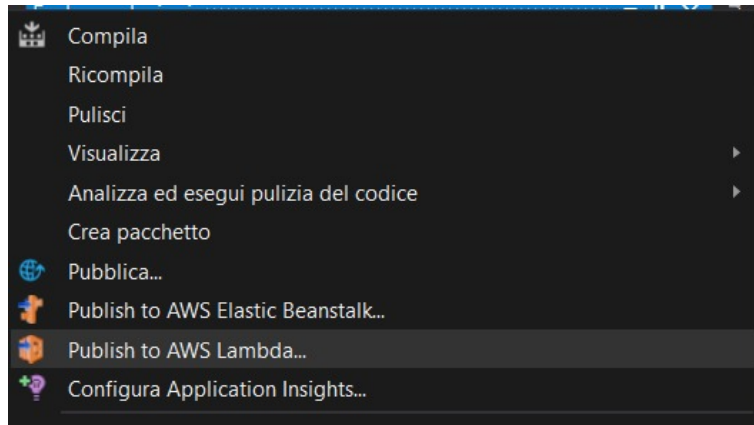 Compila
Ricompila
Pulisci
Visualizza
Analizza ed esegui pulizia del codice
Crea pacchetto
Pubblica...
Publish to AWS Elastic Beanstalk...
Publish to AWS Lambda...
Configura Application Insights...